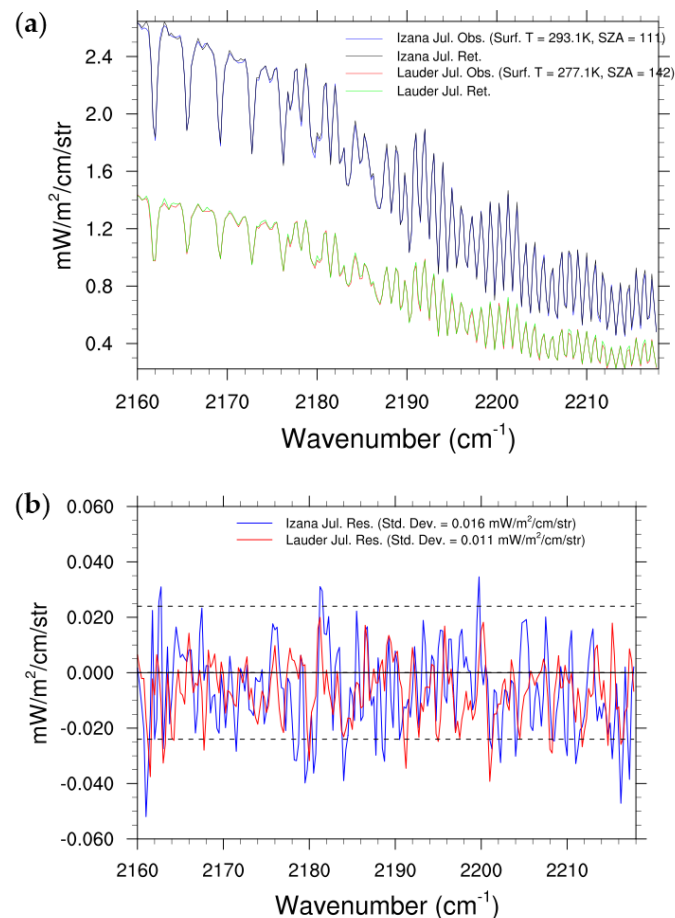 (a)
2.4
2.0
1.6
1.2
0.8
0.4
mW/m²/cm/str
Izana Jul. Obs. (Surf. T = 293.1K, SZA = 111)
Izana Jul. Ret.
Lauder Jul. Obs. (Surf. T = 277.1K, SZA = 142)
Lauder Jul. Ret.
2160 2170 2180 2190 2200 2210
Wavenumber (cm⁻¹)
(b)
0.060
0.040
0.020
0.000
-0.020
-0.040
-0.060
mW/m²/cm/str
Izana Jul. Res. (Std. Dev. = 0.016 mW/m²/cm/str)
Lauder Jul. Res. (Std. Dev. = 0.011 mW/m²/cm/str)
2160 2170 2180 2190 2200 2210
Wavenumber (cm⁻¹)